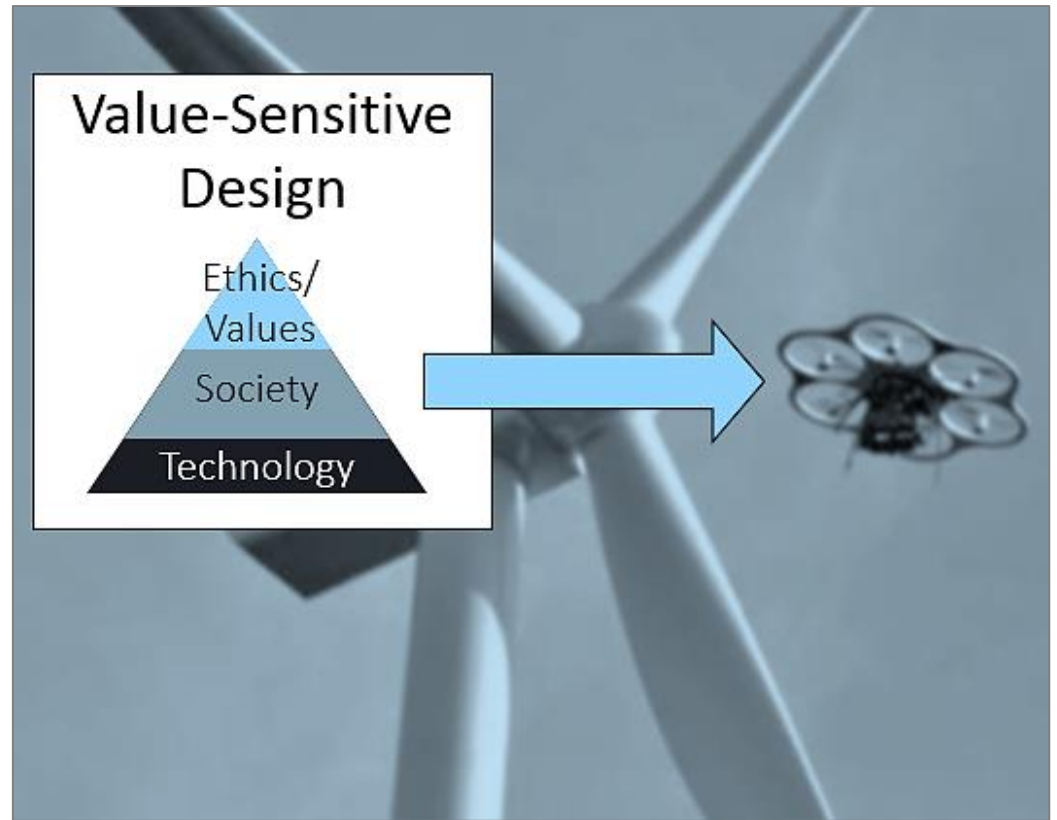 Value-Sensitive
Design
Ethics/
Values
Society
Technology